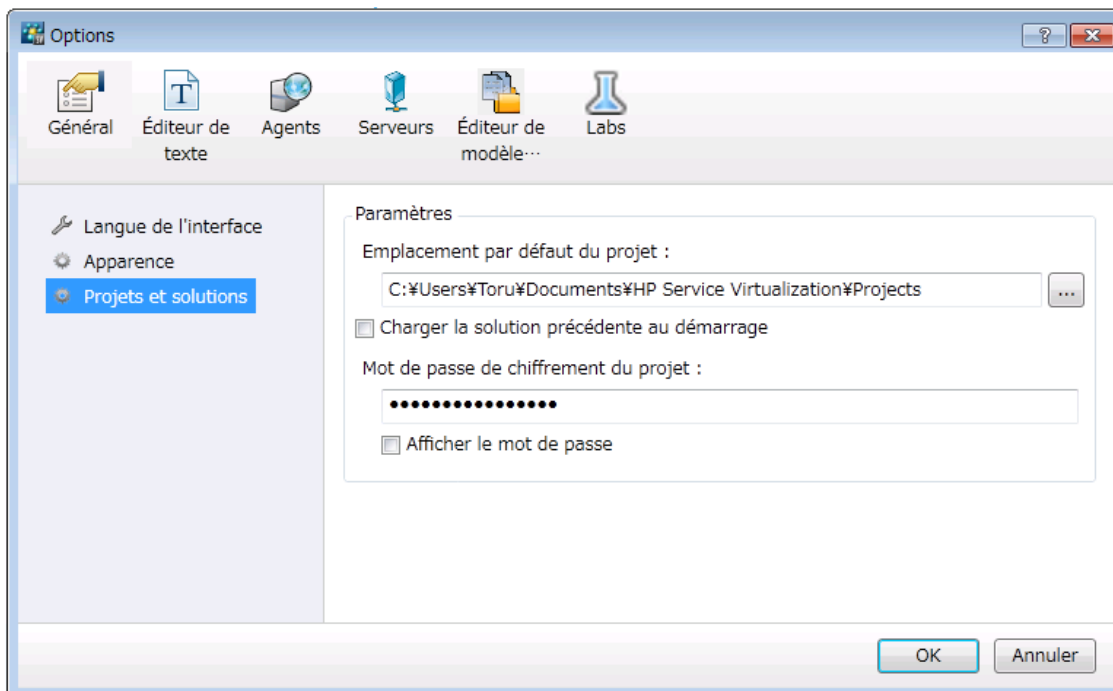 Options
Général
Éditeur de
texte
Agents
Serveurs
Éditeur de
modèle…
Labs
Langue de l'interface
Apparence
Projets et solutions
Paramètres
Emplacement par défaut du projet :
C:¥Users¥Toru¥Documents¥HP Service Virtualization¥Projects
...
Charger la solution précédente au démarrage
Mot de passe de chiffrement du projet :
••••••••••••••••
Afficher le mot de passe
OK
Annuler